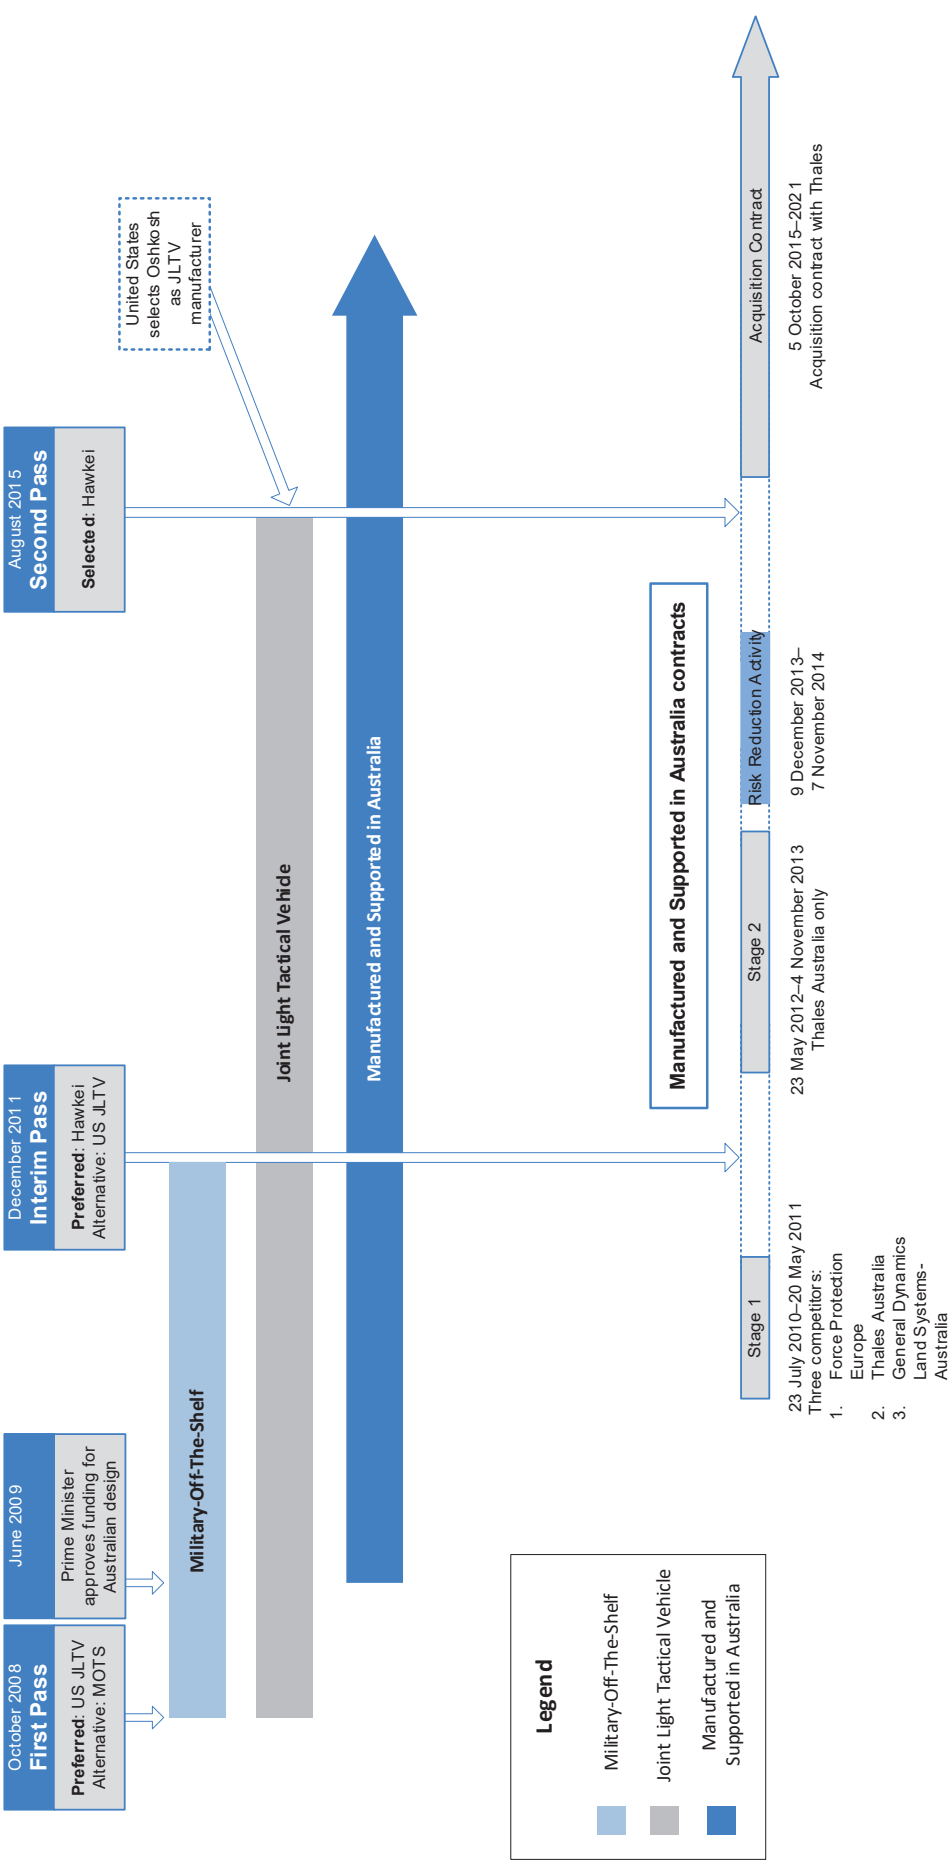 October 2008
First Pass
Preferred: US JLTV
Alternative: MOTS
June 2009
Prime Minister
approves funding for
Australian design
December 2011
Interim Pass
Preferred: Hawkei
Alternative: US JLTV
August 2015
Second Pass
Selected: Hawkei
United States
selects Oshkosh
as JLTV
manufacturer
Military-Off-The-Shelf
Joint Light Tactical Vehicle
Manufactured and Supported in Australia
Manufactured and Supported in Australia contracts
Stage 1
Stage 2
Risk Reduction Activity
Acquisition Contract
23 July 2010–20 May 2011
Three competitors:
1. Force Protection
Europe
2. Thales Australia
3. General Dynamics
Land Systems-
Australia
23 May 2012–4 November 2013
Thales Australia only
9 December 2013–
7 November 2014
5 October 2015–2021
Acquisition contract with Thales
Legend
Military-Off-The-Shelf
Joint Light Tactical Vehicle
Manufactured and
Supported in Australia